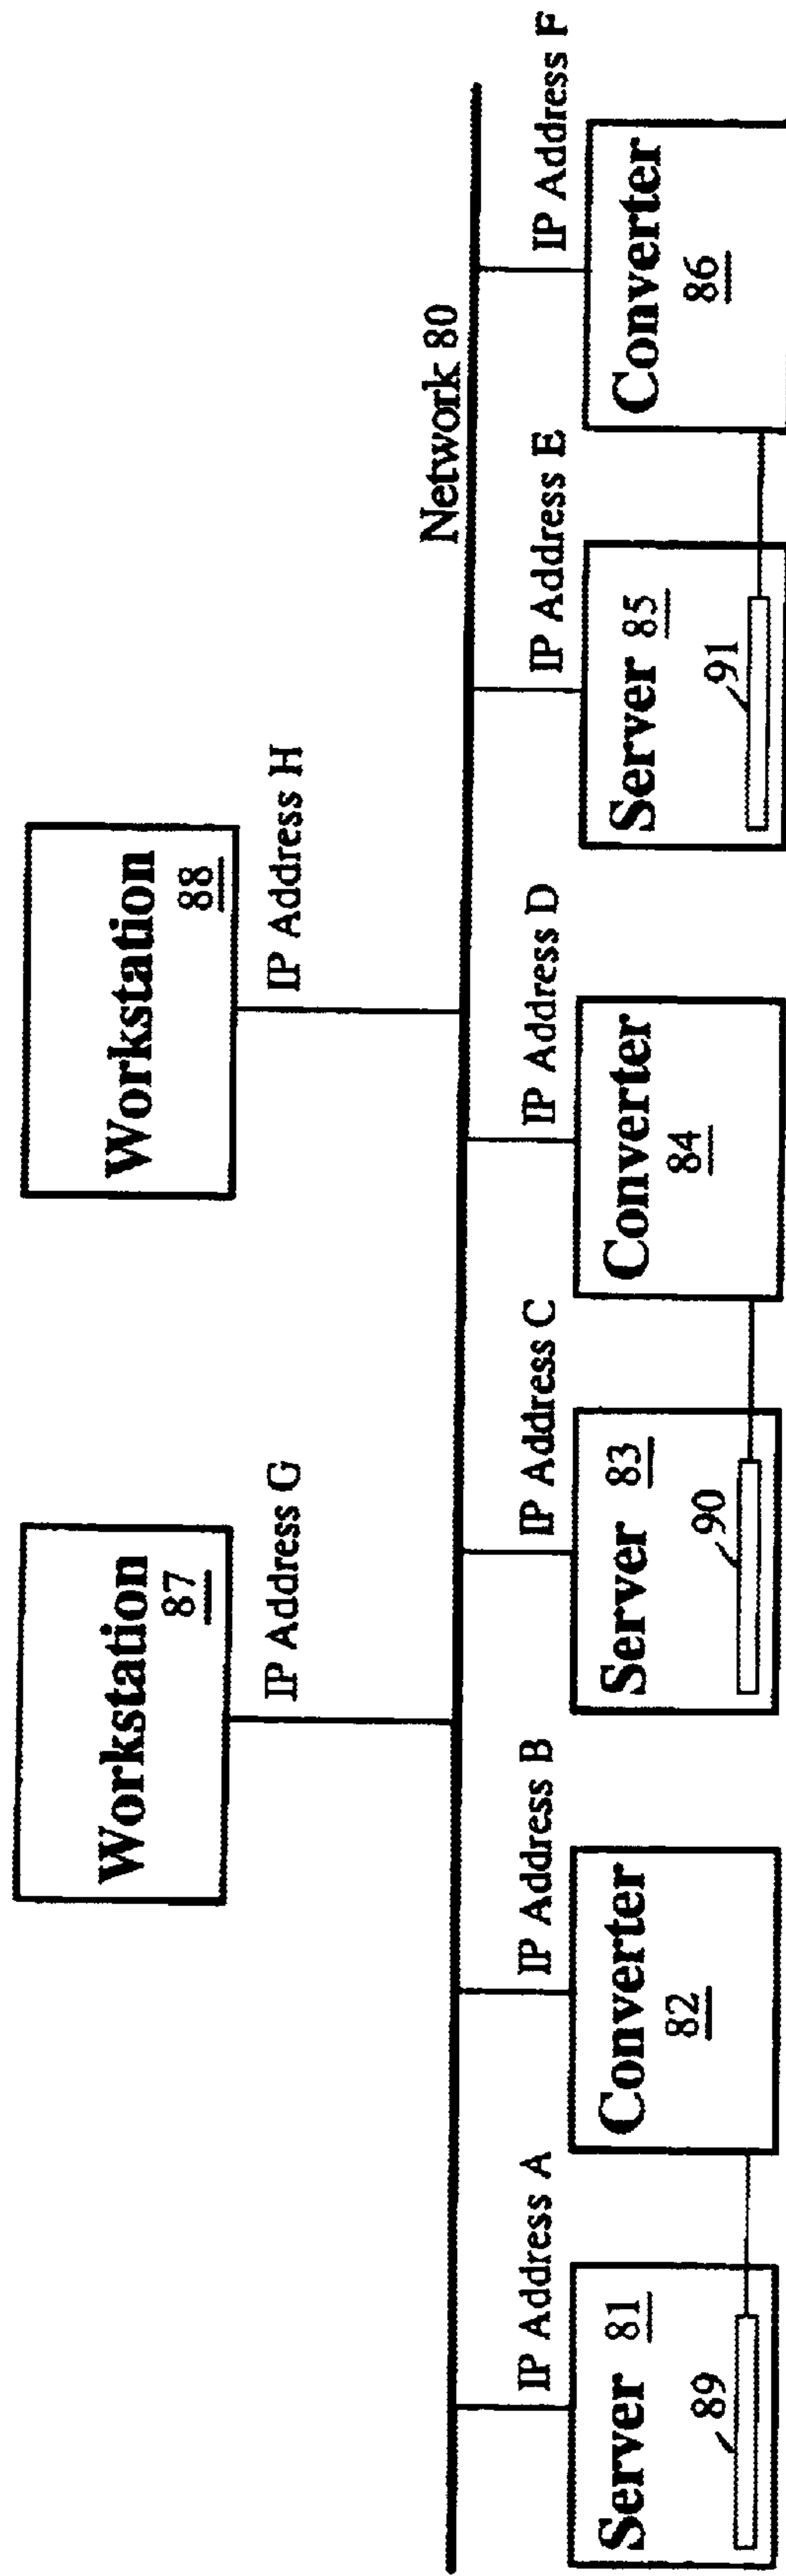 Workstation
87
Workstation
88
IP Address G
IP Address H
Network 80
IP Address A
IP Address B
IP Address C
IP Address D
IP Address E
IP Address F
Server 81
89
Converter
82
Server 83
90
Converter
84
Server 85
91
Converter
86